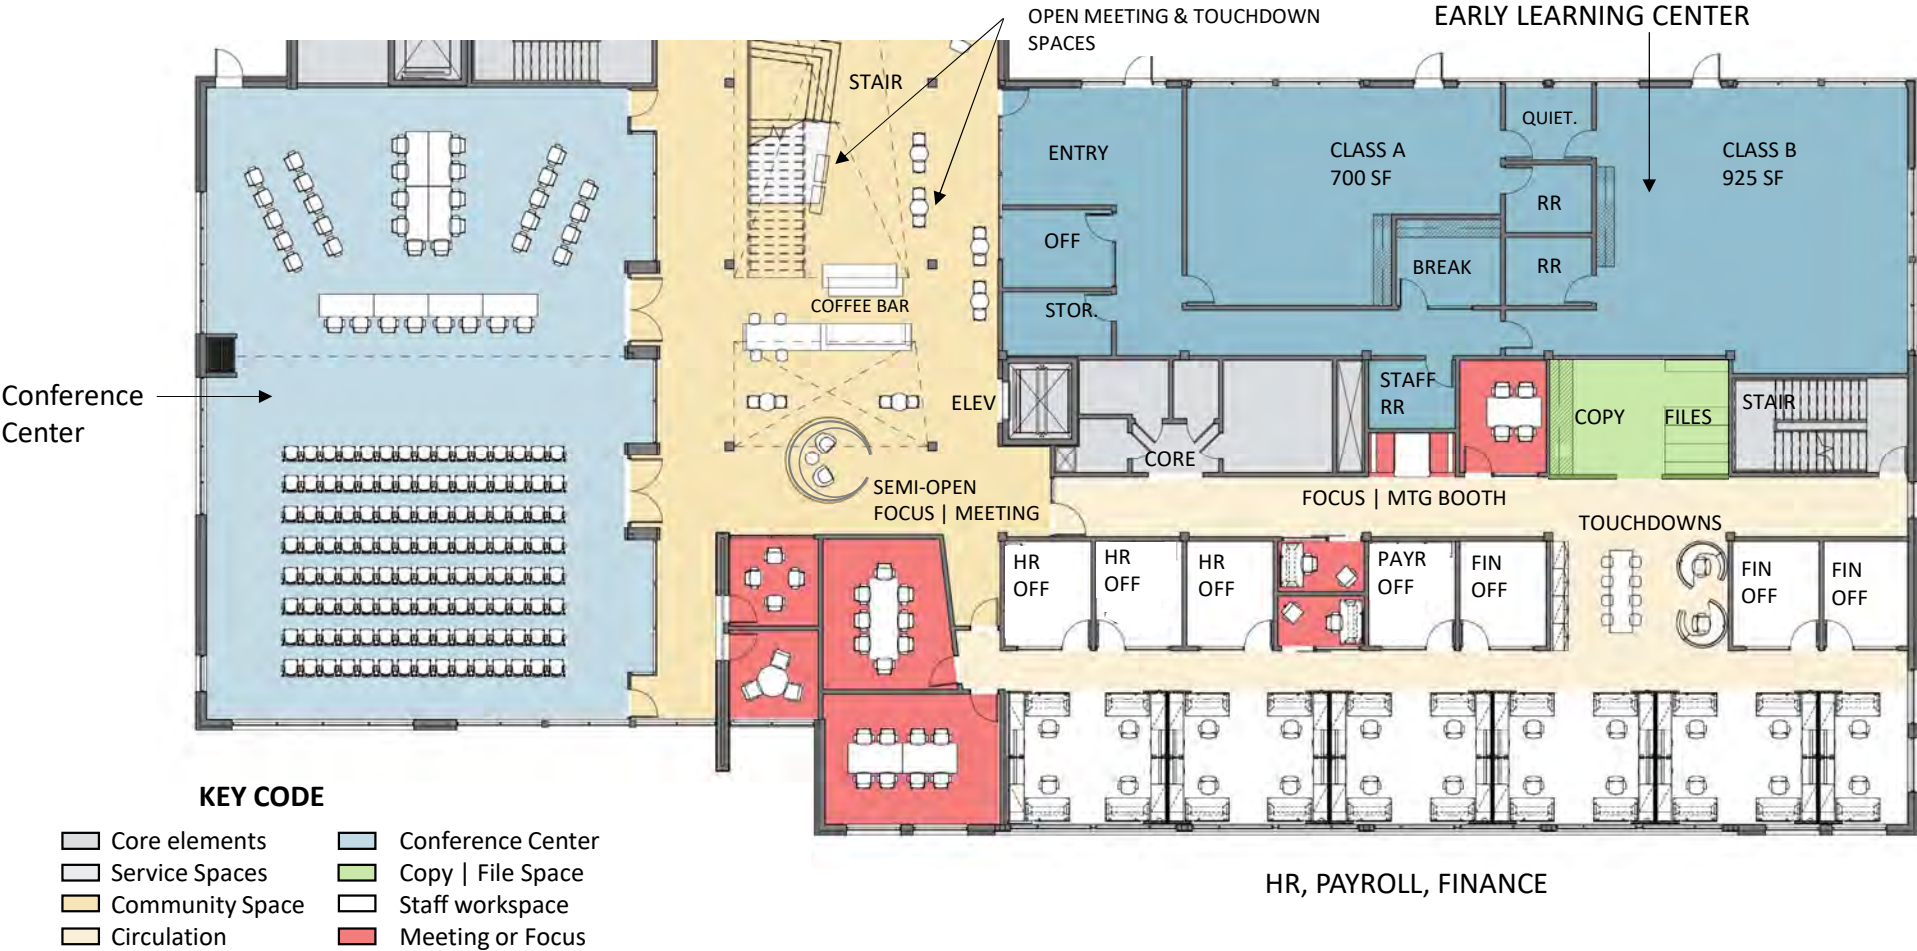 OPEN MEETING & TOUCHDOWN
SPACES
EARLY LEARNING CENTER
STAIR
ENTRY
CLASS A
700 SF
QUIET.
CLASS B
925 SF
RR
OFF
BREAK
RR
COFFEE BAR
STOR.
Conference
Center
ELEV
STAFF
RR
COPY
FILES
STAIR
CORE
SEMI-OPEN
FOCUS | MEETING
FOCUS | MTG BOOTH
TOUCHDOWNS
HR
OFF
HR
OFF
HR
OFF
PAYR
OFF
FIN
OFF
FIN
OFF
FIN
OFF
KEY CODE
Core elements
Service Spaces
Community Space
Circulation
Conference Center
Copy | File Space
Staff workspace
Meeting or Focus
HR, PAYROLL, FINANCE